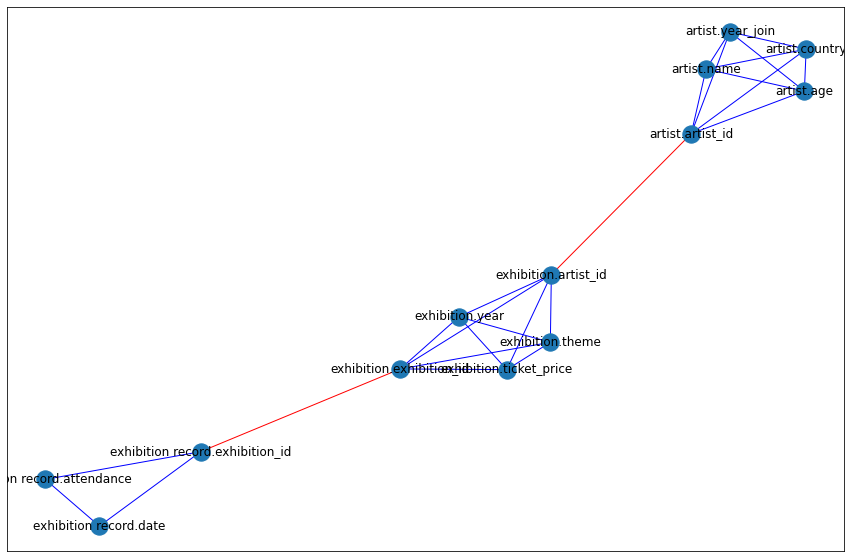 artist.year_join
artist.country
artist.name
artist.age
artist.artist_id
exhibition.artist_id
exhibition.year
exhibition.theme
exhibition.exhibition_id
exhibition.ticket_price
exhibition record.exhibition_id
on record.attendance
exhibition record.date